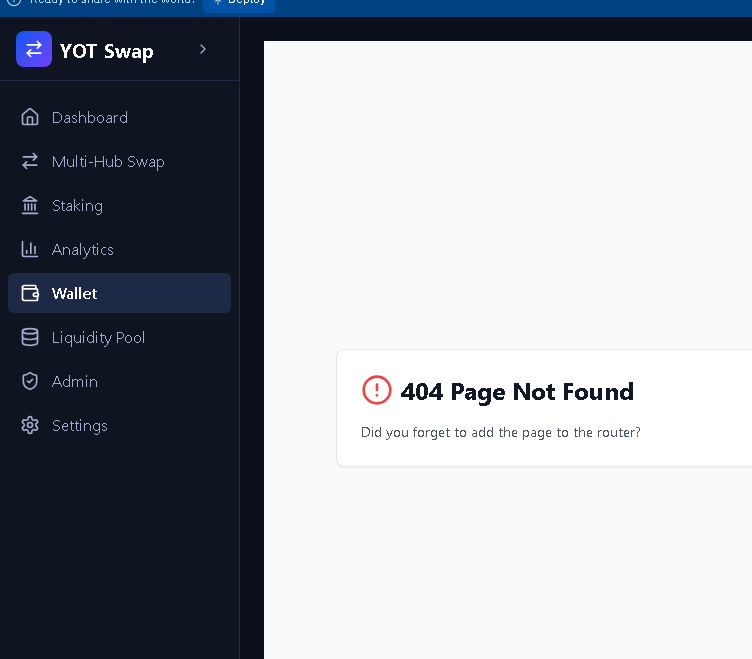 Ready to share with the world? Deploy
YOT Swap
Dashboard
Multi-Hub Swap
Staking
Analytics
Wallet
Liquidity Pool
Admin
Settings
404 Page Not Found
Did you forget to add the page to the router?